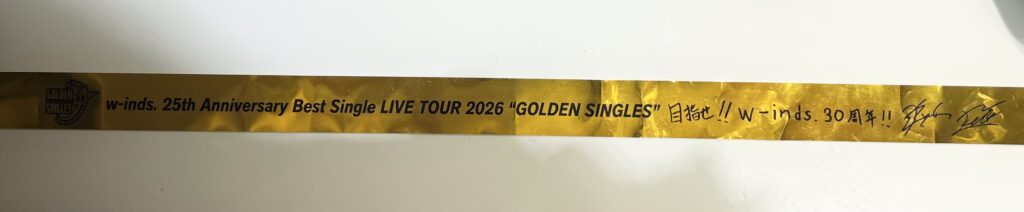 GOLDEN SINGLES
w-inds. 25th Anniversary Best Single LIVE TOUR 2026 “GOLDEN SINGLES” 目指せ!! w-inds. 30周年!!